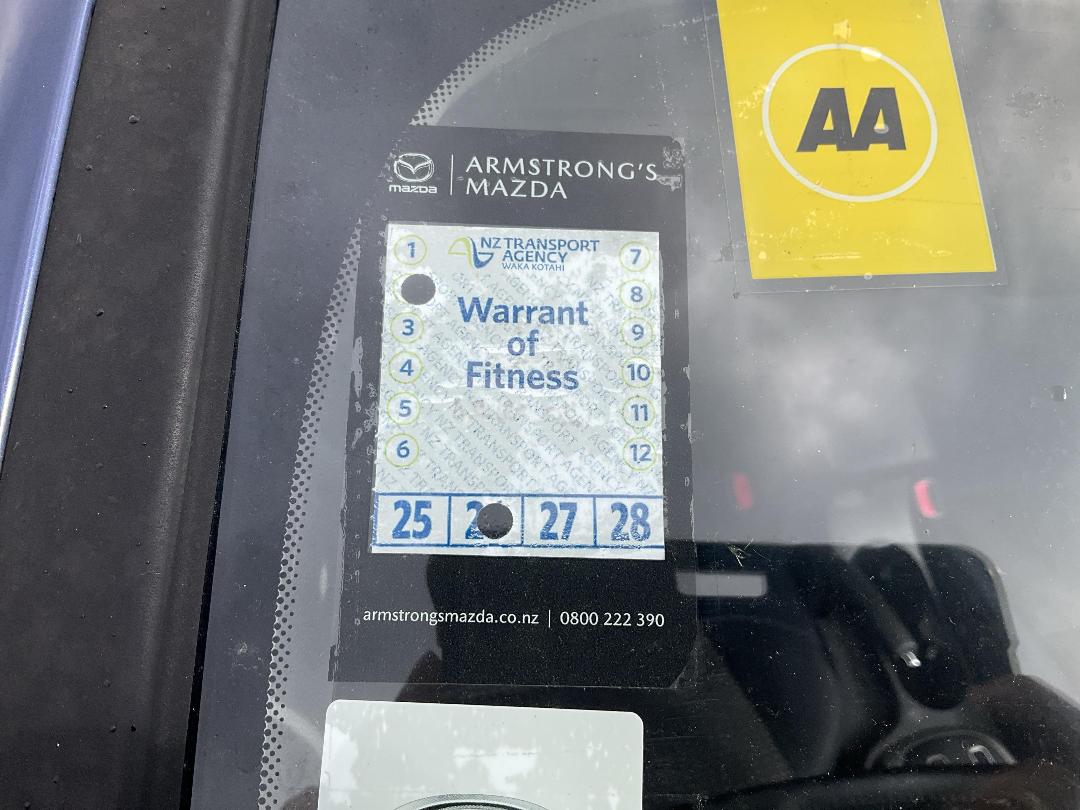 AA
mazda
ARMSTRONG'S
MAZDA
NZ TRANSPORT
AGENCY
WAKA KOTAHI
1
7
8
Warrant
of
Fitness
3
9
4
10
5
11
6
12
25
2
27
28
armstrongsmazda.co.nz | 0800 222 390